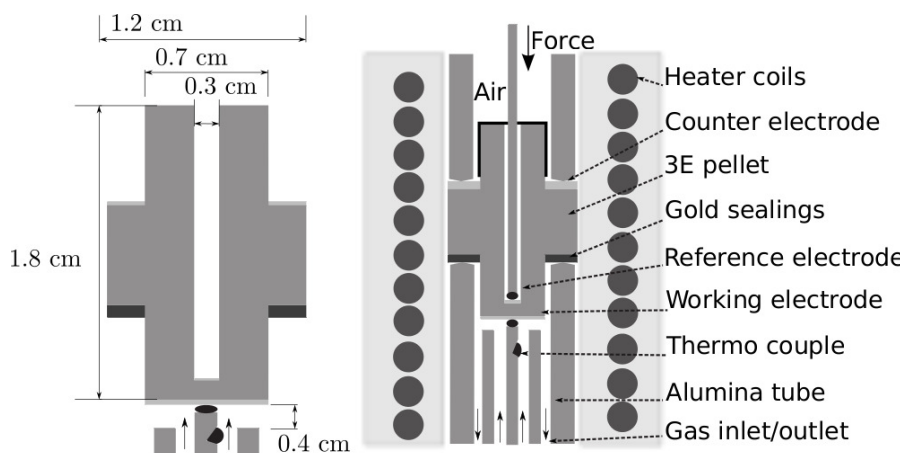 1.2 cm
0.7 cm
0.3 cm
1.8 cm
0.4 cm
Force
Air
Heater coils
Counter electrode
3E pellet
Gold sealings
Reference electrode
Working electrode
Thermo couple
Alumina tube
Gas inlet/outlet